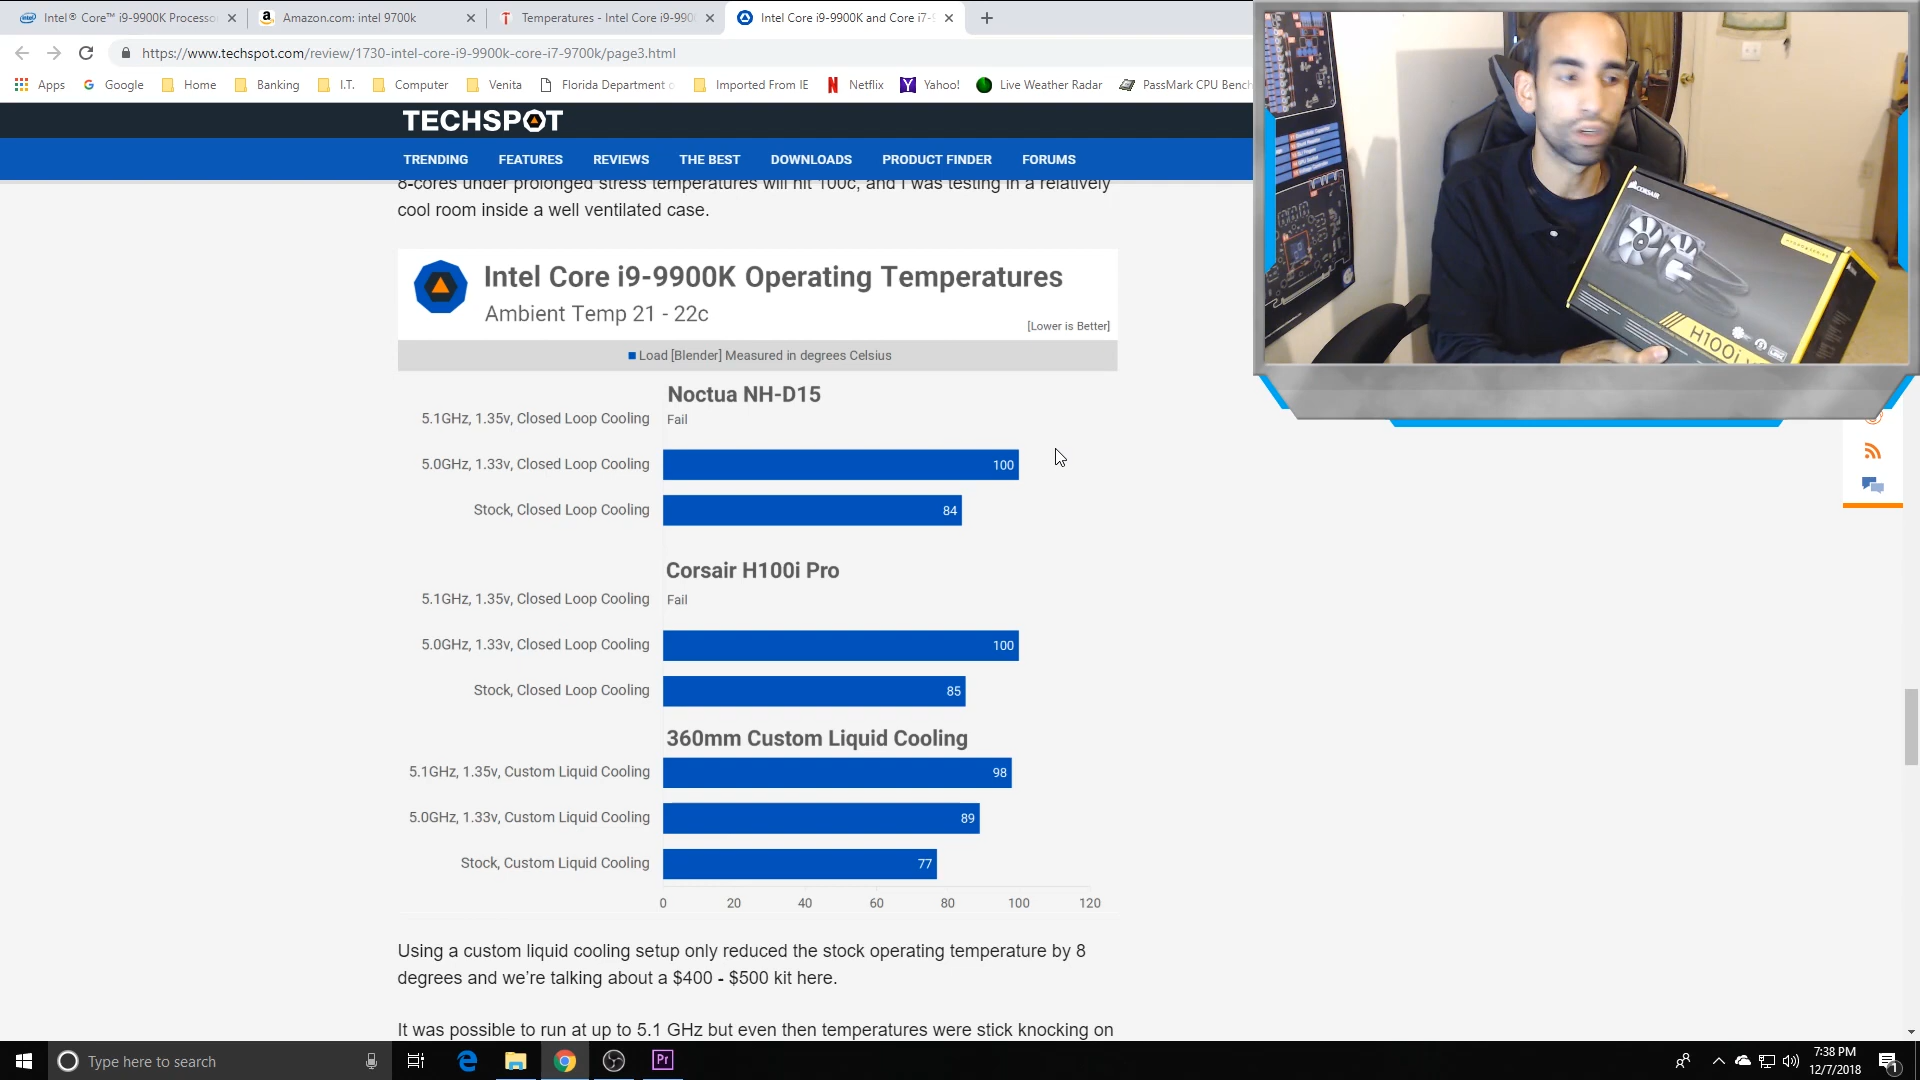 Intel® Core™ i9-9900K Processo
Amazon.com: intel 9700k
Temperatures - Intel Core i9-990
Intel Core i9-9900K and Core i7-9
https://www.techspot.com/review/1730-intel-core-i9-9900k-core-i7-9700k/page3.html
Apps
Google
Home
Banking
I.T.
Computer
Venita
Florida Department o
Imported From IE
Netflix
Yahoo!
Live Weather Radar
PassMark CPU Benc
TECHSPOT
TRENDING
FEATURES
REVIEWS
THE BEST
DOWNLOADS
PRODUCT FINDER
FORUMS
8-cores under prolonged stress temperatures will hit 100c, and I was testing in a relatively
cool room inside a well ventilated case.
Intel Core i9-9900K Operating Temperatures
Ambient Temp 21 - 22c
[Lower is Better]
Load [Blender] Measured in degrees Celsius
Noctua NH-D15
5.1GHz, 1.35v, Closed Loop Cooling Fail
5.0GHz, 1.33v, Closed Loop Cooling 100
Stock, Closed Loop Cooling 84
Corsair H100i Pro
5.1GHz, 1.35v, Closed Loop Cooling Fail
5.0GHz, 1.33v, Closed Loop Cooling 100
Stock, Closed Loop Cooling 85
360mm Custom Liquid Cooling
5.1GHz, 1.35v, Custom Liquid Cooling 98
5.0GHz, 1.33v, Custom Liquid Cooling 89
Stock, Custom Liquid Cooling 77
0 20 40 60 80 100 120
Using a custom liquid cooling setup only reduced the stock operating temperature by 8
degrees and we're talking about a $400 - $500 kit here.
It was possible to run at up to 5.1 GHz but even then temperatures were stick knocking on
CORSAIR
H100i
Type here to search
Pr
7:38 PM
12/7/2018
1